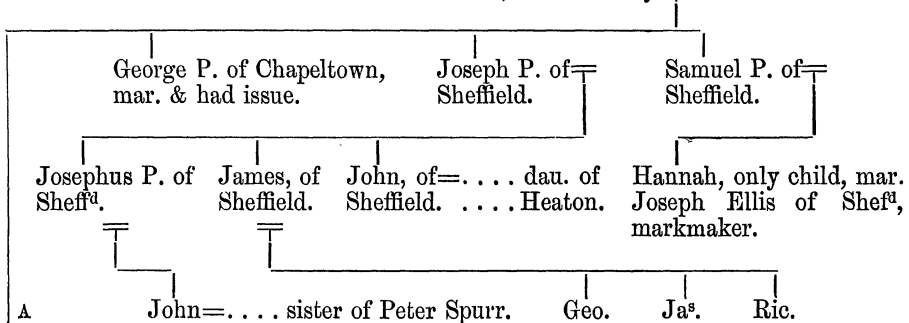 George P. of Chapeltown,
mar. & had issue.
Joseph P. of=
Sheffield.
Samuel P. of=
Sheffield.
Josephus P. of
Sheffᵈ.
James, of
Sheffield.
John, of=.... dau. of
Sheffield. .... Heaton.
Hannah, only child, mar.
Joseph Ellis of Shefᵈ,
markmaker.
A
John=.... sister of Peter Spurr.
Geo.
Jaˢ.
Ric.